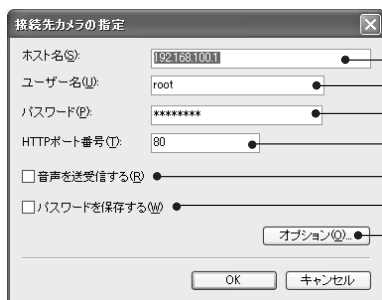 接続先カメラの指定
ホスト名(S): 192.168.100.1
ユーザー名(U): root
パスワード(P): ********
HTTPポート番号(T): 80
音声を送受信する(R)
パスワードを保存する(W)
オプション(O)...
OK キャンセル